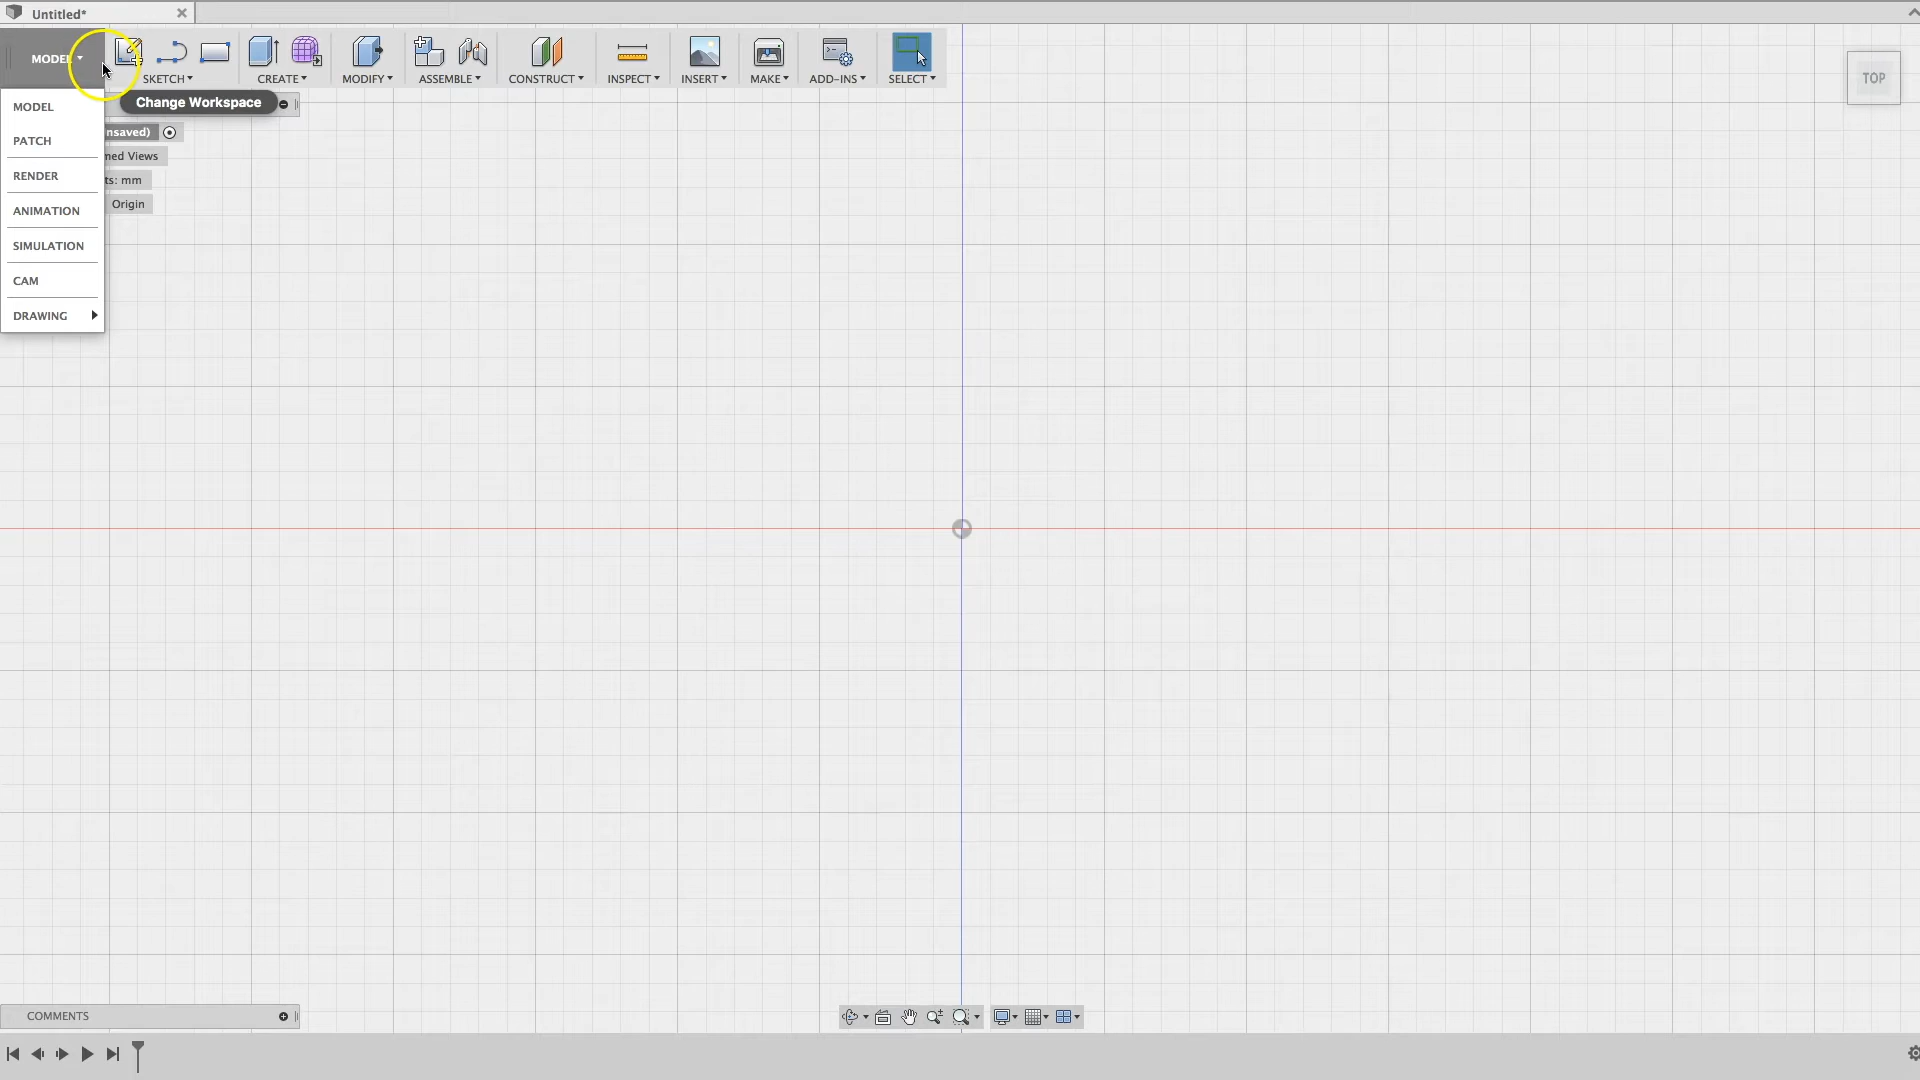 Untitled*
MODEL
SKETCH
CREATE
MODIFY
ASSEMBLE
CONSTRUCT
INSPECT
INSERT
MAKE
ADD-INS
SELECT
TOP
Change Workspace
MODEL
PATCH
nsaved)
med Views
RENDER
ts: mm
Origin
ANIMATION
SIMULATION
CAM
DRAWING
COMMENTS